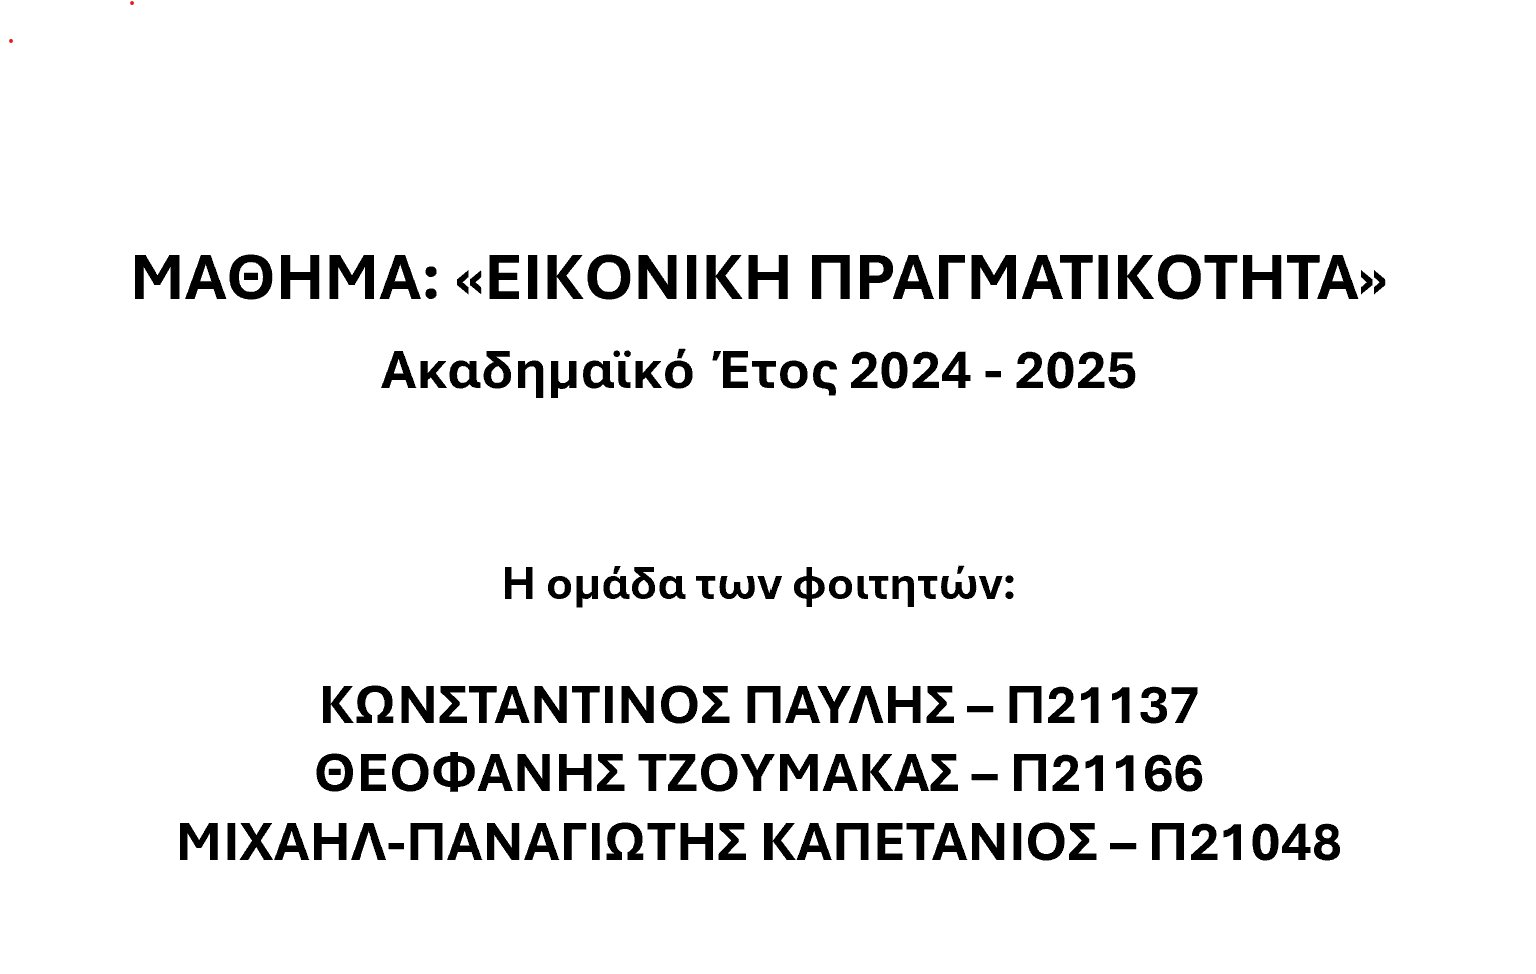 ΜΑΘΗΜΑ: «ΕΙΚΟΝΙΚΗ ΠΡΑΓΜΑΤΙΚΟΤΗΤΑ»
Ακαδημαϊκό Έτος 2024 - 2025
Η ομάδα των φοιτητών:
ΚΩΝΣΤΑΝΤΙΝΟΣ ΠΑΥΛΗΣ – Π21137
ΘΕΟΦΑΝΗΣ ΤΖΟΥΜΑΚΑΣ – Π21166
ΜΙΧΑΗΛ-ΠΑΝΑΓΙΩΤΗΣ ΚΑΠΕΤΑΝΙΟΣ – Π21048